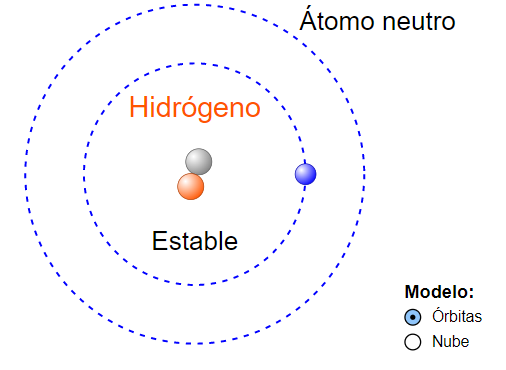 Átomo neutro
Hidrógeno
Estable
Modelo:
Órbitas
Nube